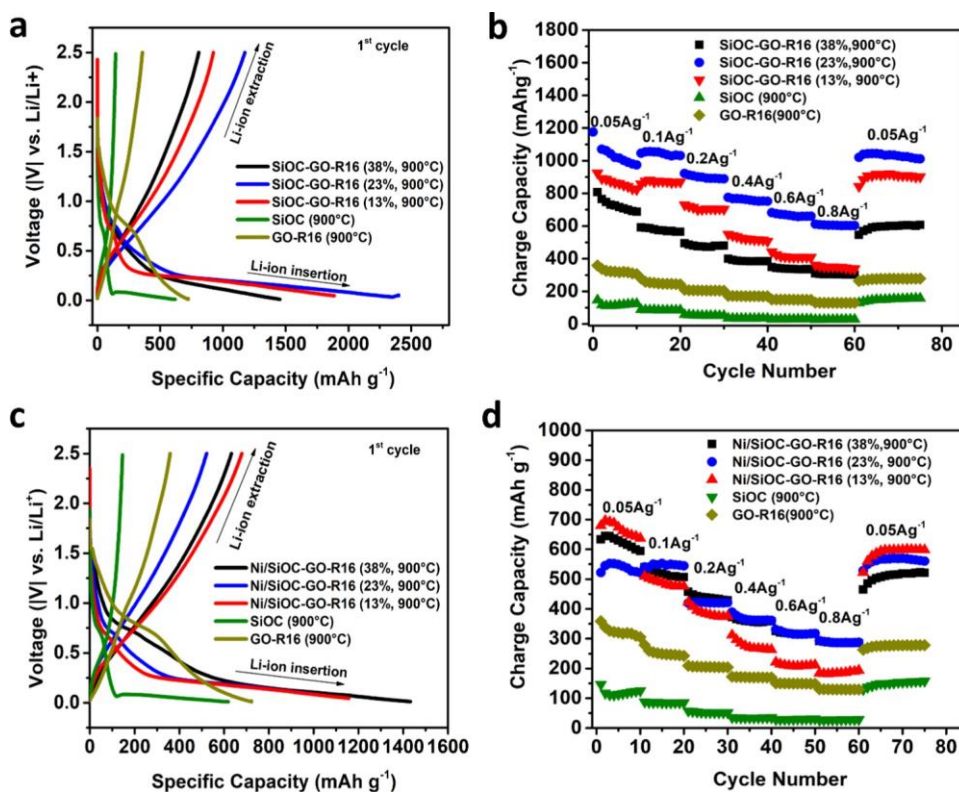 a
1st cycle
2.5
2.0
1.5
1.0
0.5
0.0
Voltage (|V| vs. Li/Li+)
Li-ion extraction
SiOC-GO-R16 (38%, 900°C)
SiOC-GO-R16 (23%, 900°C)
SiOC-GO-R16 (13%, 900°C)
SiOC (900°C)
GO-R16 (900°C)
Li-ion insertion
0 500 1000 1500 2000 2500
Specific Capacity (mAh g-1)
b
SiOC-GO-R16 (38%,900°C)
SiOC-GO-R16 (23%,900°C)
SiOC-GO-R16 (13%,900°C)
SiOC (900°C)
GO-R16(900°C)
1800
1600
1400
1200
1000
800
600
400
200
0
Charge Capacity (mAhg-1)
0.05Ag-1
0.1Ag-1
0.2Ag-1
0.4Ag-1
0.6Ag-1
0.8Ag-1
0.05Ag-1
0 20 40 60 80
Cycle Number
c
1st cycle
2.5
2.0
1.5
1.0
0.5
0.0
Voltage (|V| vs. Li/Li+)
Li-ion extraction
Ni/SiOC-GO-R16 (38%, 900°C)
Ni/SiOC-GO-R16 (23%, 900°C)
Ni/SiOC-GO-R16 (13%, 900°C)
SiOC (900°C)
GO-R16 (900°C)
Li-ion insertion
0 200 400 600 800 1000 1200 1400 1600
Specific Capacity (mAh g-1)
d
Ni/SiOC-GO-R16 (38%,900°C)
Ni/SiOC-GO-R16 (23%, 900°C)
Ni/SiOC-GO-R16 (13%, 900°C)
SiOC (900°C)
GO-R16(900°C)
1000
900
800
700
600
500
400
300
200
100
0
Charge Capacity (mAh g-1)
0.05Ag-1
0.1Ag-1
0.2Ag-1
0.4Ag-1
0.6Ag-1
0.8Ag-1
0.05Ag-1
0 10 20 30 40 50 60 70 80
Cycle Number